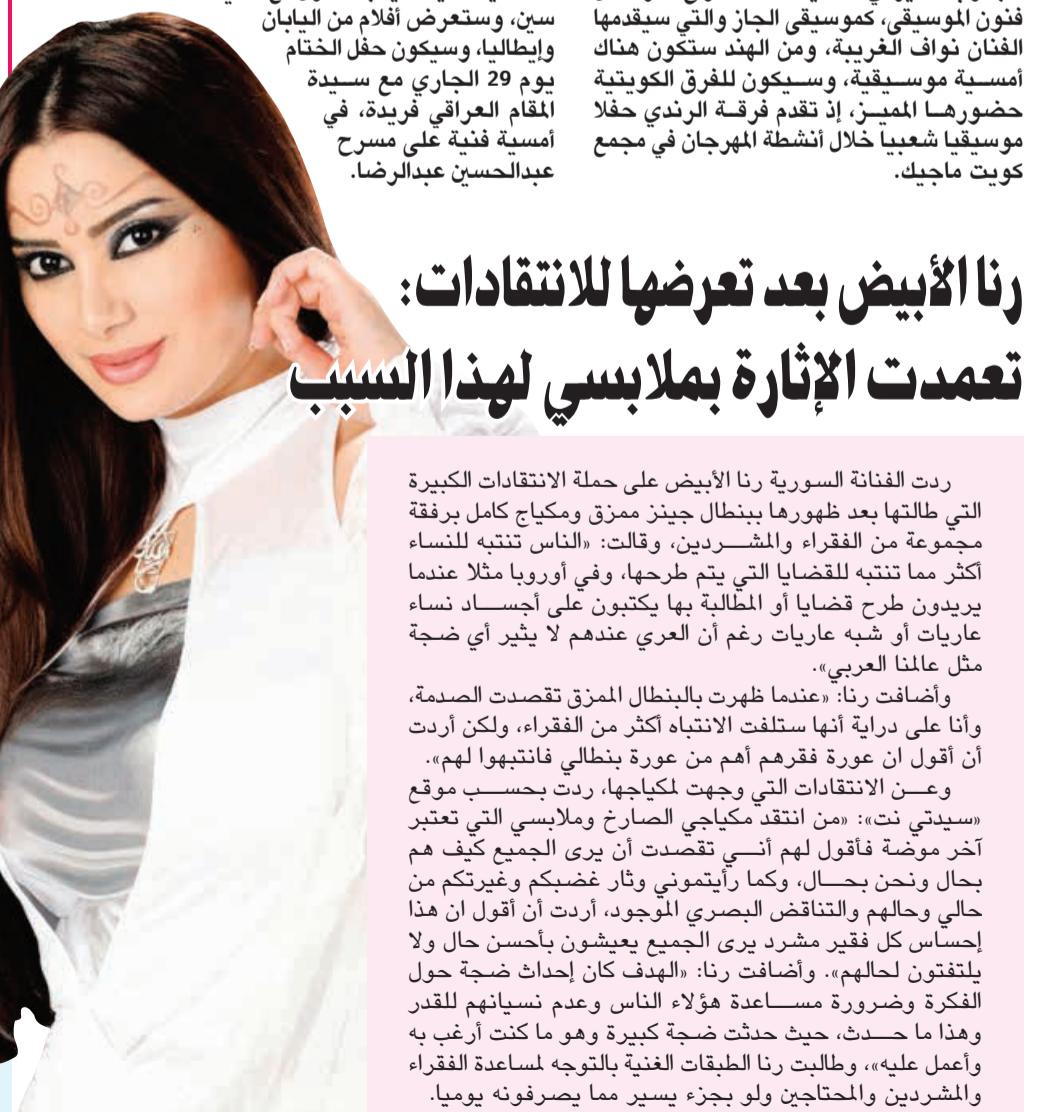 فنون الموسيقى، كموسيقى الجاز والتي سيقدمها
الفنان نواف الغريبة، ومن الهند ستكون هناك
أمسية موسيقية، وسيكون للفرق الكويتية
حضورها المميز، إذ تقدم فرقة الرندي حفلا
موسيقيا شعبيا خلال أنشطة المهرجان في مجمع
كويت ماجيك.
سين، وستعرض أفلام من اليابان
وإيطاليا، وسيكون حفل الختام
يوم 29 الجاري مع سيدة
المقام العراقي فريدة، في
أمسية فنية على مسرح
عبدالحسين عبدالرضا.
رنا الأبيض بعد تعرضها للانتقادات:
تعمدت الإثارة بملابسي لهذا السبب
ردت الفنانة السورية رنا الأبيض على حملة الانتقادات الكبيرة
التي طالتها بعد ظهورها ببنطال جينز ممزق ومكياج كامل برفقة
مجموعة من الفقراء والمشردين، وقالت: «الناس تنتبه للنساء
أكثر مما تنتبه للقضايا التي يتم طرحها، وفي أوروبا مثلا عندما
يريدون طرح قضايا أو المطالبة بها يكتبون على أجساد نساء
عاريات أو شبه عاريات رغم أن العري عندهم لا يثير أي ضجة
مثل عالمنا العربي».
وأضافت رنا: «عندما ظهرت بالبنطال الممزق تقصدت الصدمة،
وأنا على دراية أنها ستلفت الانتباه أكثر من الفقراء، ولكن أردت
أن أقول ان عورة فقرهم أهم من عورة بنطالي فانتبهوا لهم».
وعن الانتقادات التي وجهت لمكياجها، ردت بحسب موقع
«سيدتي نت»: «من انتقد مكياجي الصارخ وملابسي التي تعتبر
آخر موضة فأقول لهم أنني تقصدت أن يرى الجميع كيف هم
بحال ونحن بحال، وكما رأيتموني وثار غضبكم وغيرتكم من
حالي وحالهم والتناقض البصري الموجود، أردت أن أقول ان هذا
إحساس كل فقير مشرد يرى الجميع يعيشون بأحسن حال ولا
يلتفتون لحالهم». وأضافت رنا: «الهدف كان إحداث ضجة حول
الفكرة وضرورة مساعدة هؤلاء الناس وعدم نسيانهم للقدر
وهذا ما حدث، حيث حدثت ضجة كبيرة وهو ما كنت أرغب به
وأعمل عليه»، وطالبت رنا الطبقات الغنية بالتوجه لمساعدة الفقراء
والمشردين والمحتاجين ولو بجزء يسير مما يصرفونه يوميا.